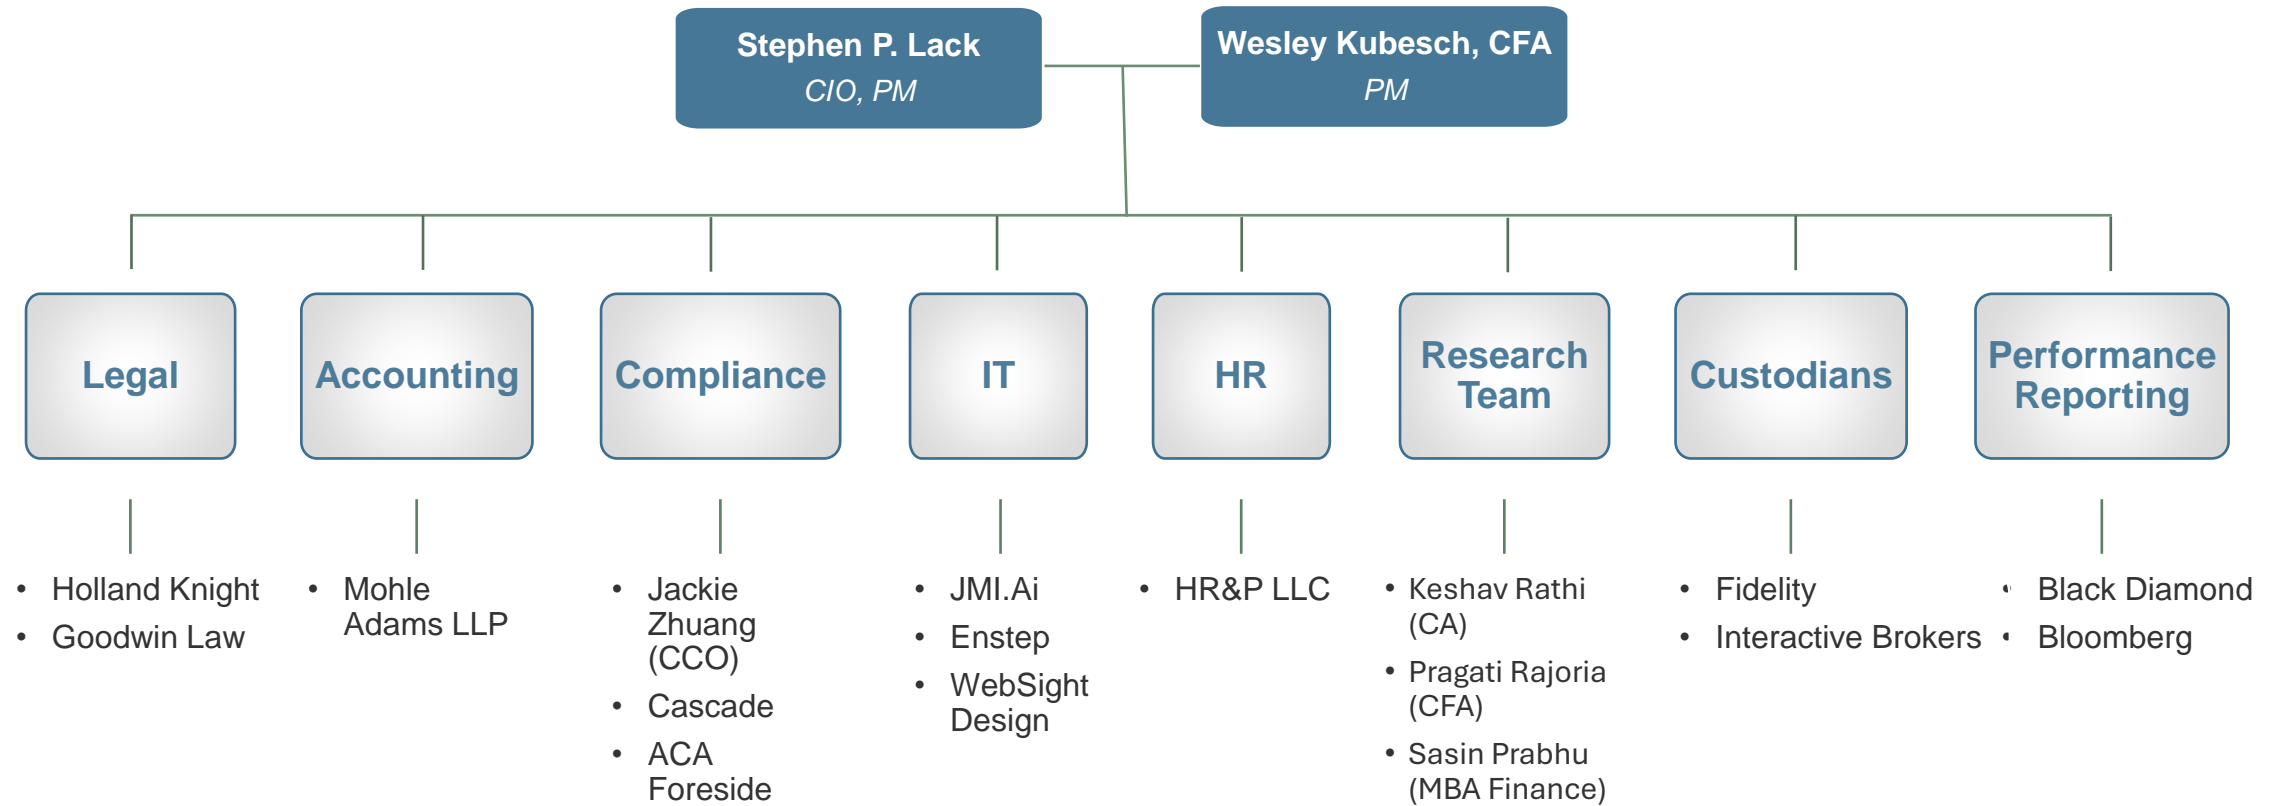 Stephen P. Lack
CIO, PM
Wesley Kubesch, CFA
PM
Legal
Accounting
Compliance
IT
HR
Research
Team
Custodians
Performance
Reporting
• Holland Knight
• Goodwin Law
• Mohle
Adams LLP
• Jackie
Zhuang
(CCO)
• Cascade
• ACA
Foreside
• JMI.Ai
• Enstep
• WebSight
Design
• HR&P LLC
• Keshav Rathi
(CA)
• Pragati Rajoria
(CFA)
• Sasin Prabhu
(MBA Finance)
• Fidelity
• Interactive Brokers
• Black Diamond
• Bloomberg